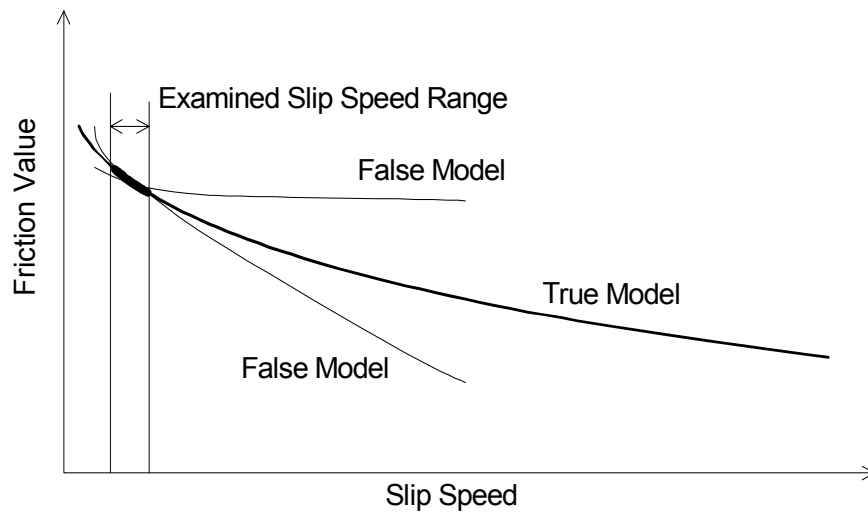 Examined Slip Speed Range
False Model
Friction Value
True Model
False Model
Slip Speed